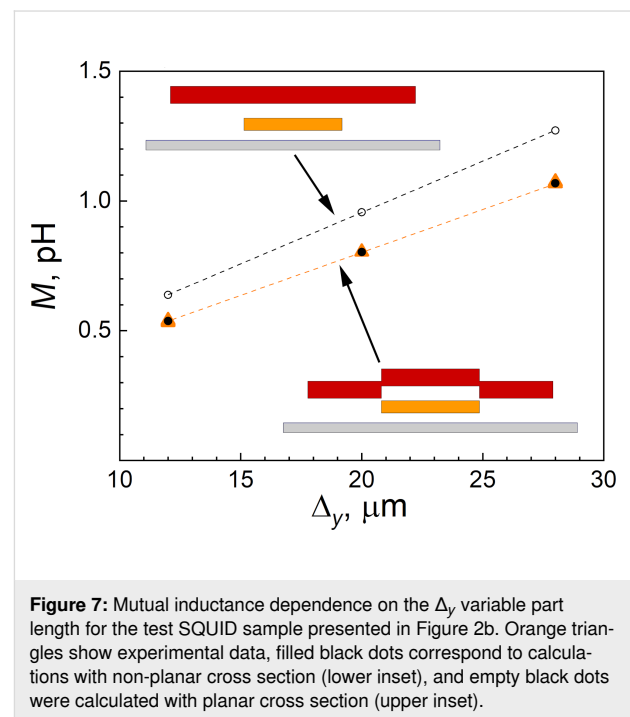 1.5
1.0
0.5
M, pH
10 15 20 25 30
Δy, μm
Figure 7: Mutual inductance dependence on the Δy variable part
length for the test SQUID sample presented in Figure 2b. Orange trian-
gles show experimental data, filled black dots correspond to calcula-
tions with non-planar cross section (lower inset), and empty black dots
were calculated with planar cross section (upper inset).